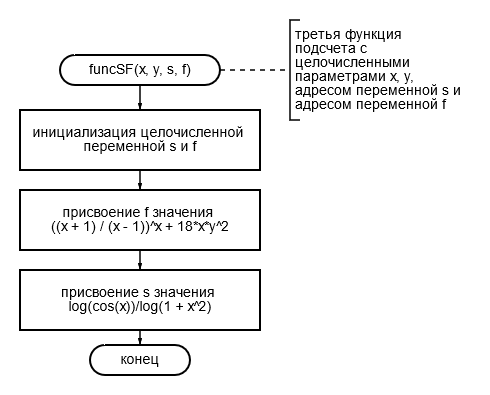 funcSF(x, y, s, f)
третья функция
подсчета с
целочисленными
параметрами x, y,
адресом переменной s и
адресом переменной f
инициализация целочисленной
переменной s и f
присвоение f значения
((x + 1) / (x - 1))^x + 18*x*y^2
присвоение s значения
log(cos(x))/log(1 + x^2)
конец